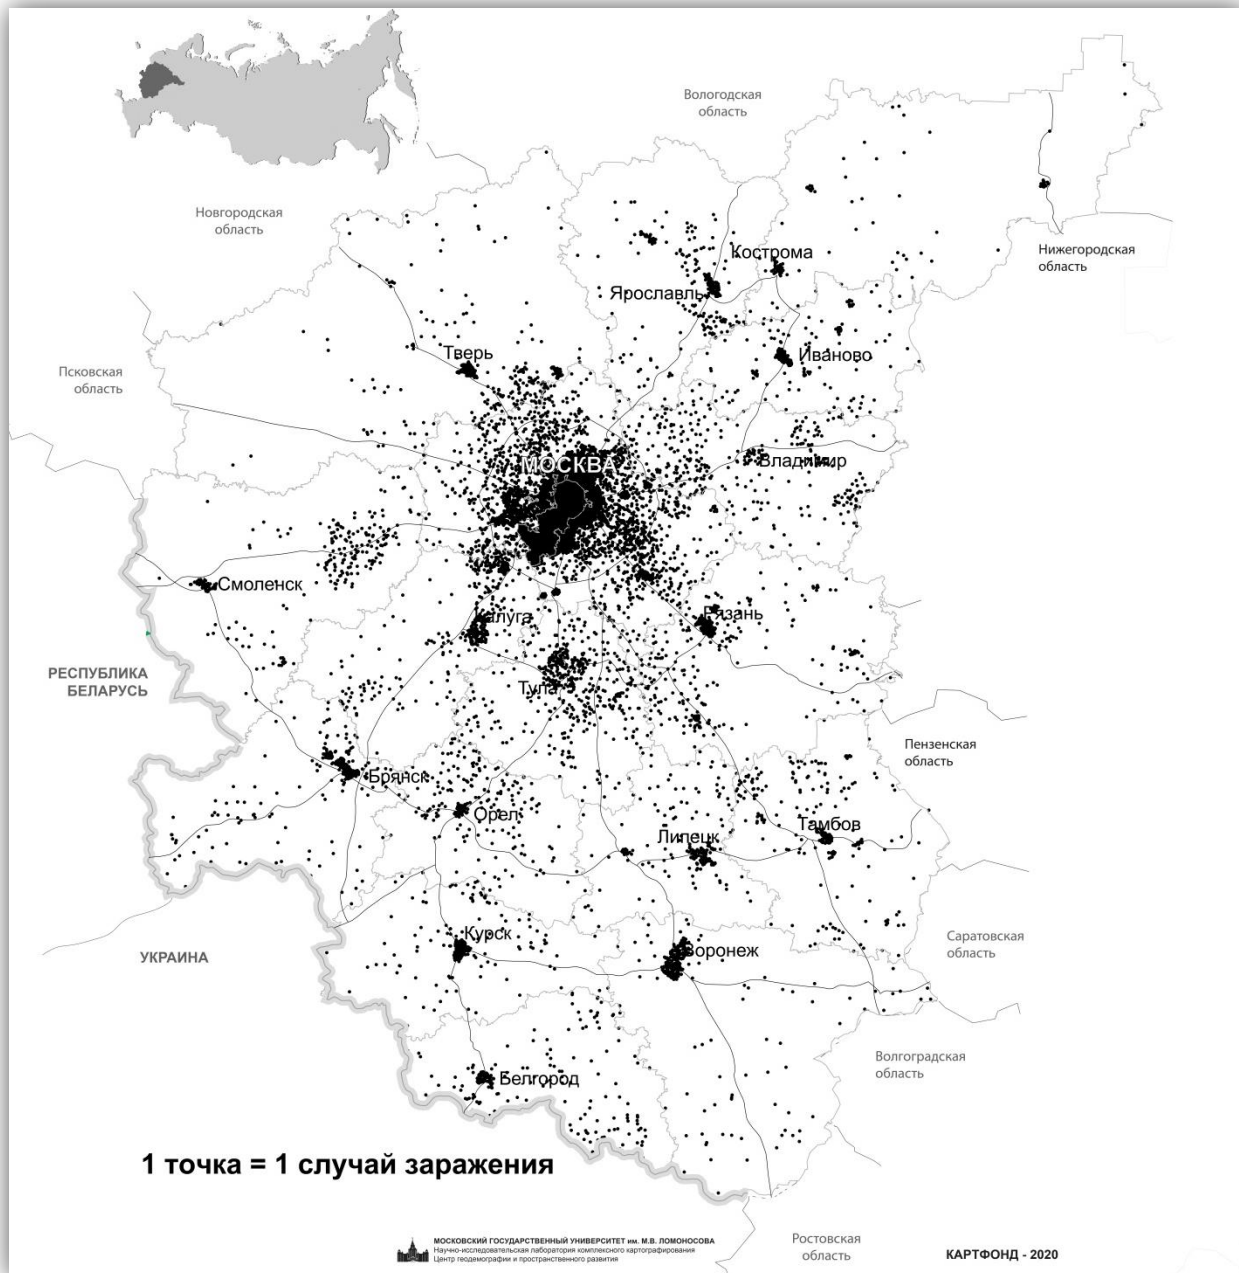 Вологодская
область
Новгородская
область
Кострома
Нижегородская
область
Ярославль
Тверь
Иваново
Псковская
область
МОСКВА
Владимир
Смоленск
Калуга
Рязань
РЕСПУБЛИКА
БЕЛАРУСЬ
Тула
Пензенская
область
Брянск
Орел
Липецк
Тамбов
Курск
Воронеж
Саратовская
область
УКРАИНА
Волгоградская
область
Белгород
1 точка = 1 случай заражения
МОСКОВСКИЙ ГОСУДАРСТВЕННЫЙ УНИВЕРСИТЕТ им. М.В. ЛОМОНОСОВА
Научно-исследовательская лаборатория комплексного картографирования
Центр геодемографии и пространственного развития
Ростовская
область
КАРТФОНД - 2020